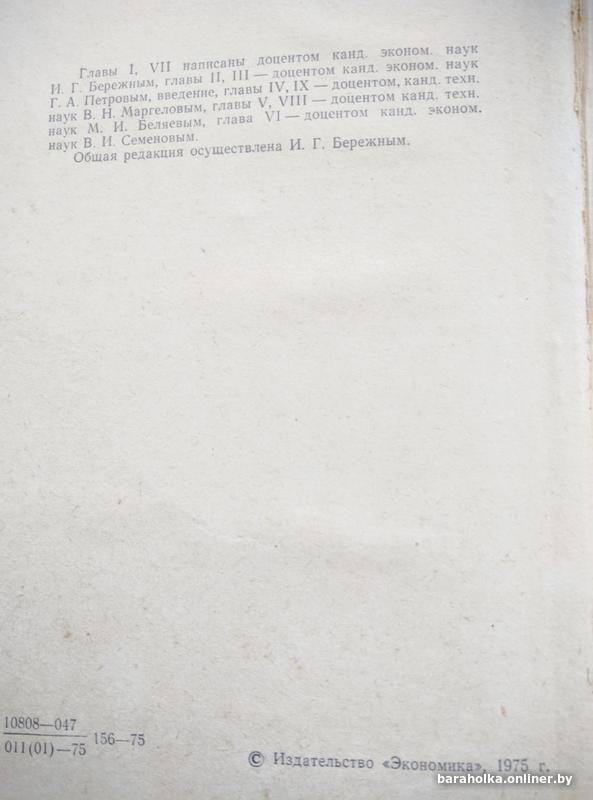 Главы I, VII написаны доцентом канд. эконом. наук
И. Г. Бережным, главы II, III — доцентом канд. эконом. наук
Г. А. Петровым, введение, главы IV, IX — доцентом, канд. техн.
наук В. Н. Маргеловым, главы V, VIII — доцентом канд. техн.
наук М. И. Беляевым, глава VI — доцентом канд. эконом.
наук В. И. Семеновым.
Общая редакция осуществлена И. Г. Бережным.
10808—047
011(01)—75
156—75
© Издательство «Экономика», 1975 г.
baraholka.onliner.by